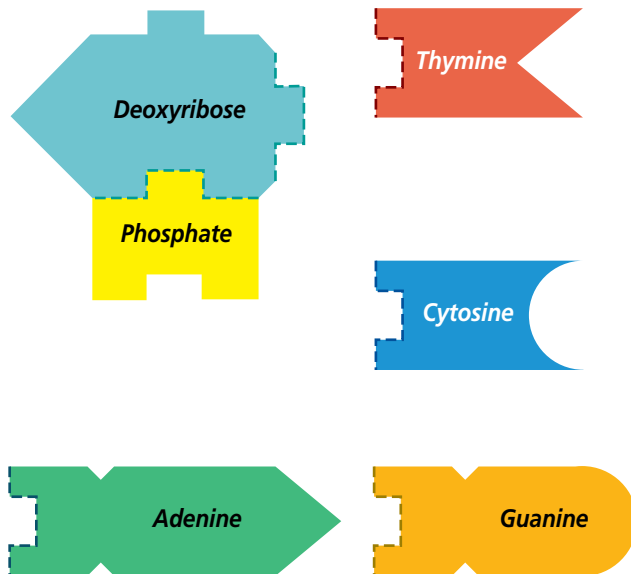 Deoxyribose
Thymine
Phosphate
Cytosine
Adenine
Guanine